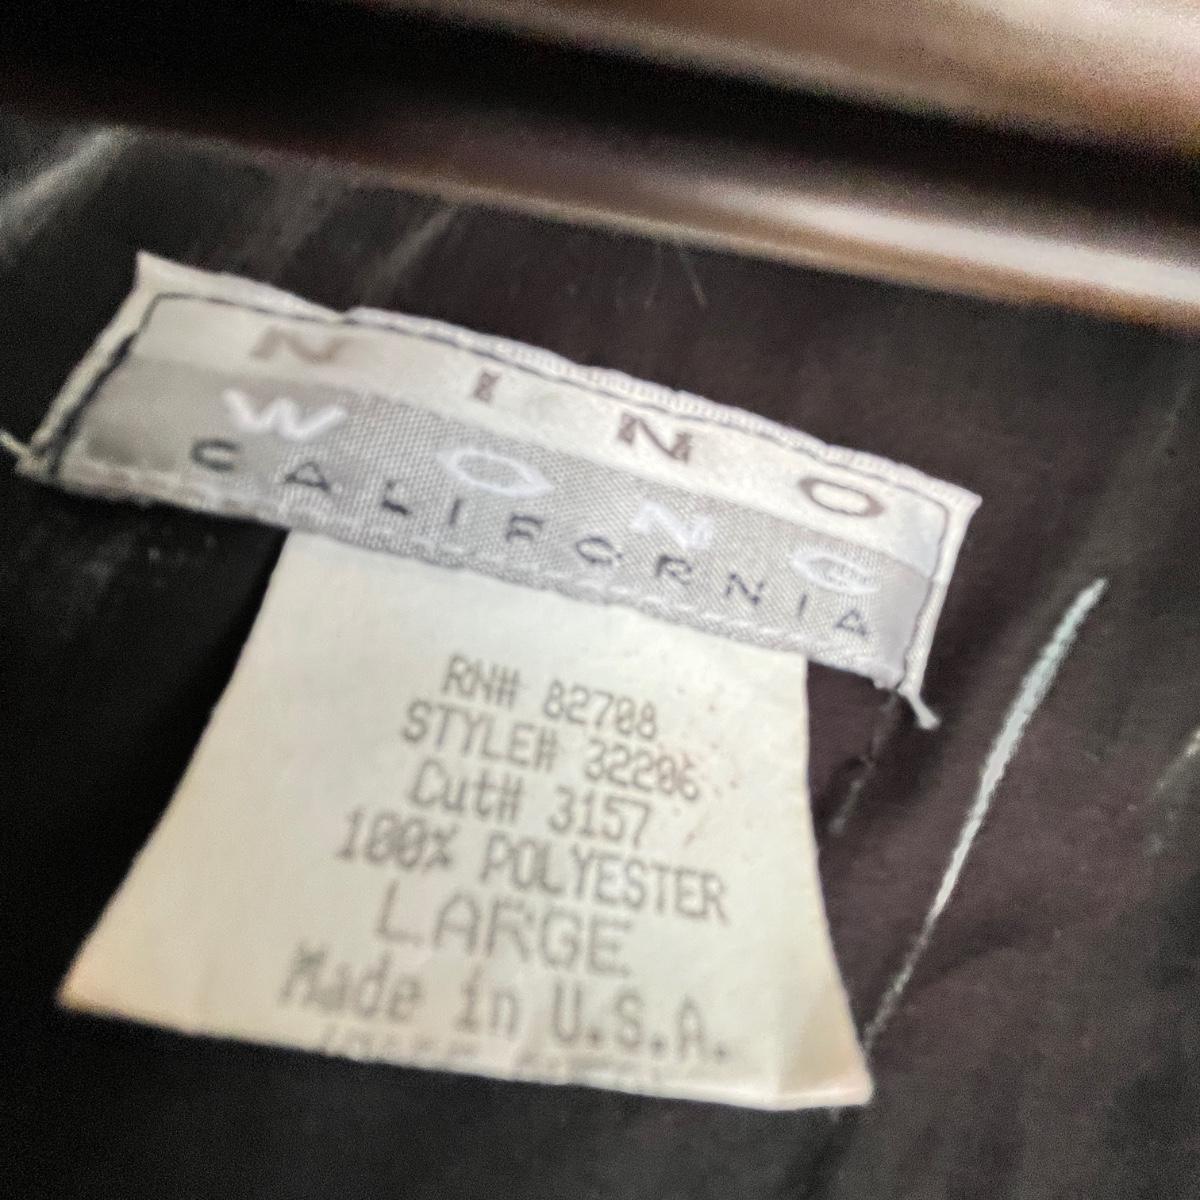 NINO
WONG
CALIFORNIA
RN# 82708
STYLE# 32206
Cut# 3157
100% POLYESTER
LARGE
Made in U.S.A.